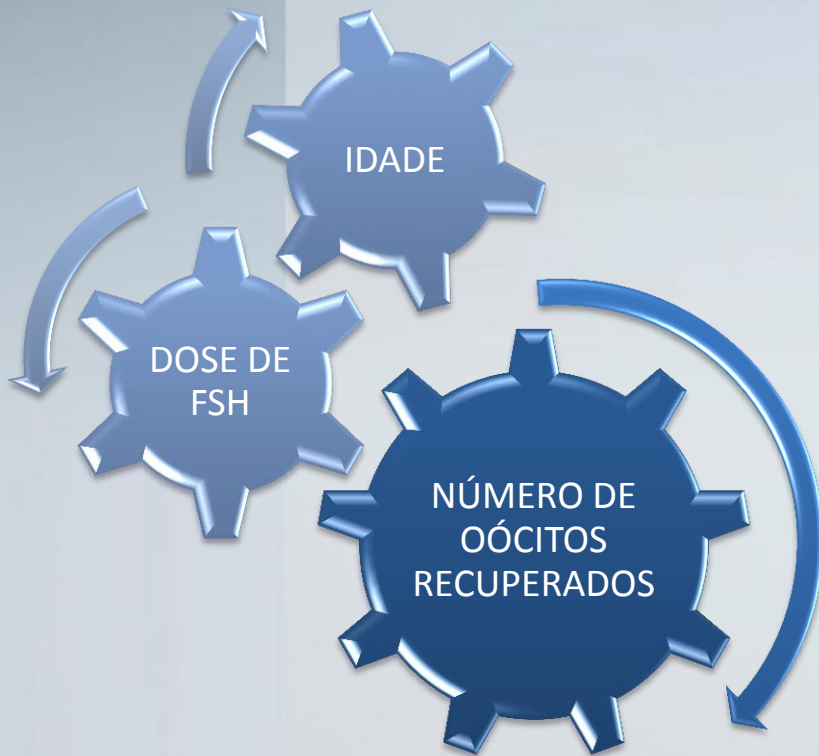 IDADE
DOSE DE
FSH
NÚMERO DE
OÓCITOS
RECUPERADOS